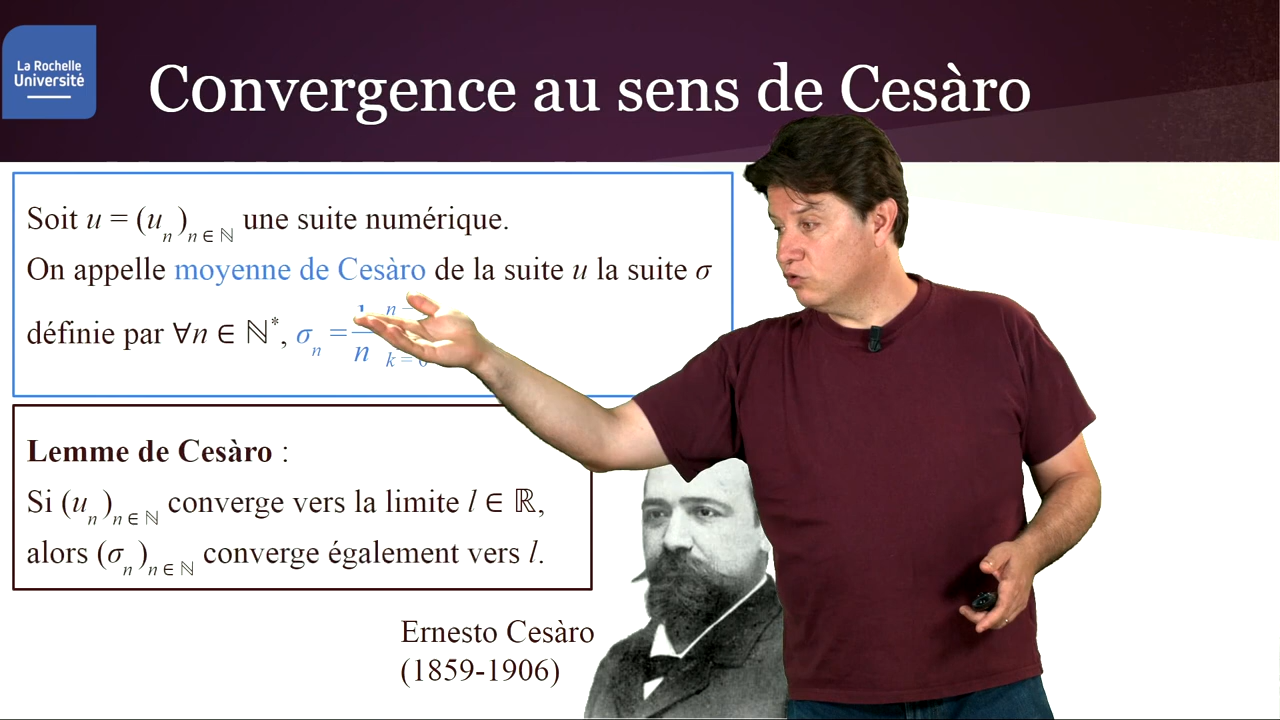 La Rochelle
Université
Convergence au sens de Cesàro
Soit u = (uₙ)ₙ ∈ ℕ une suite numérique.
On appelle moyenne de Cesàro de la suite u la suite σ
définie par ∀n ∈ ℕ*, σₙ =
n
Lemme de Cesàro :
Si (uₙ)ₙ ∈ ℕ converge vers la limite l ∈ ℝ,
alors (σₙ)ₙ ∈ ℕ converge également vers l.
Ernesto Cesàro
(1859-1906)